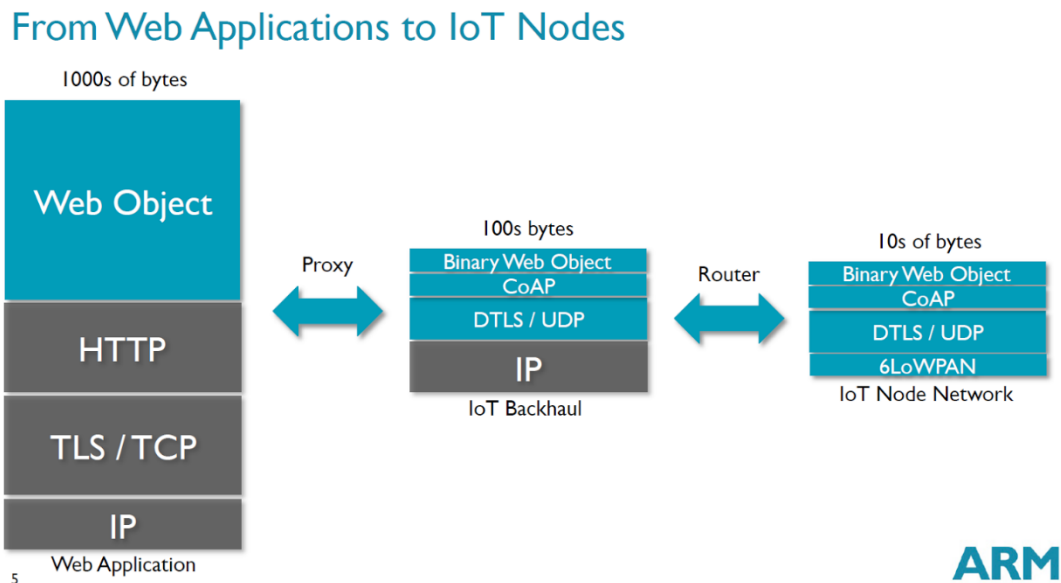 From Web Applications to IoT Nodes
1000s of bytes
Web Object
HTTP
TLS / TCP
IP
Web Application
Proxy
100s bytes
Binary Web Object
CoAP
DTLS / UDP
IP
IoT Backhaul
Router
10s of bytes
Binary Web Object
CoAP
DTLS / UDP
6LoWPAN
IoT Node Network
5
ARM